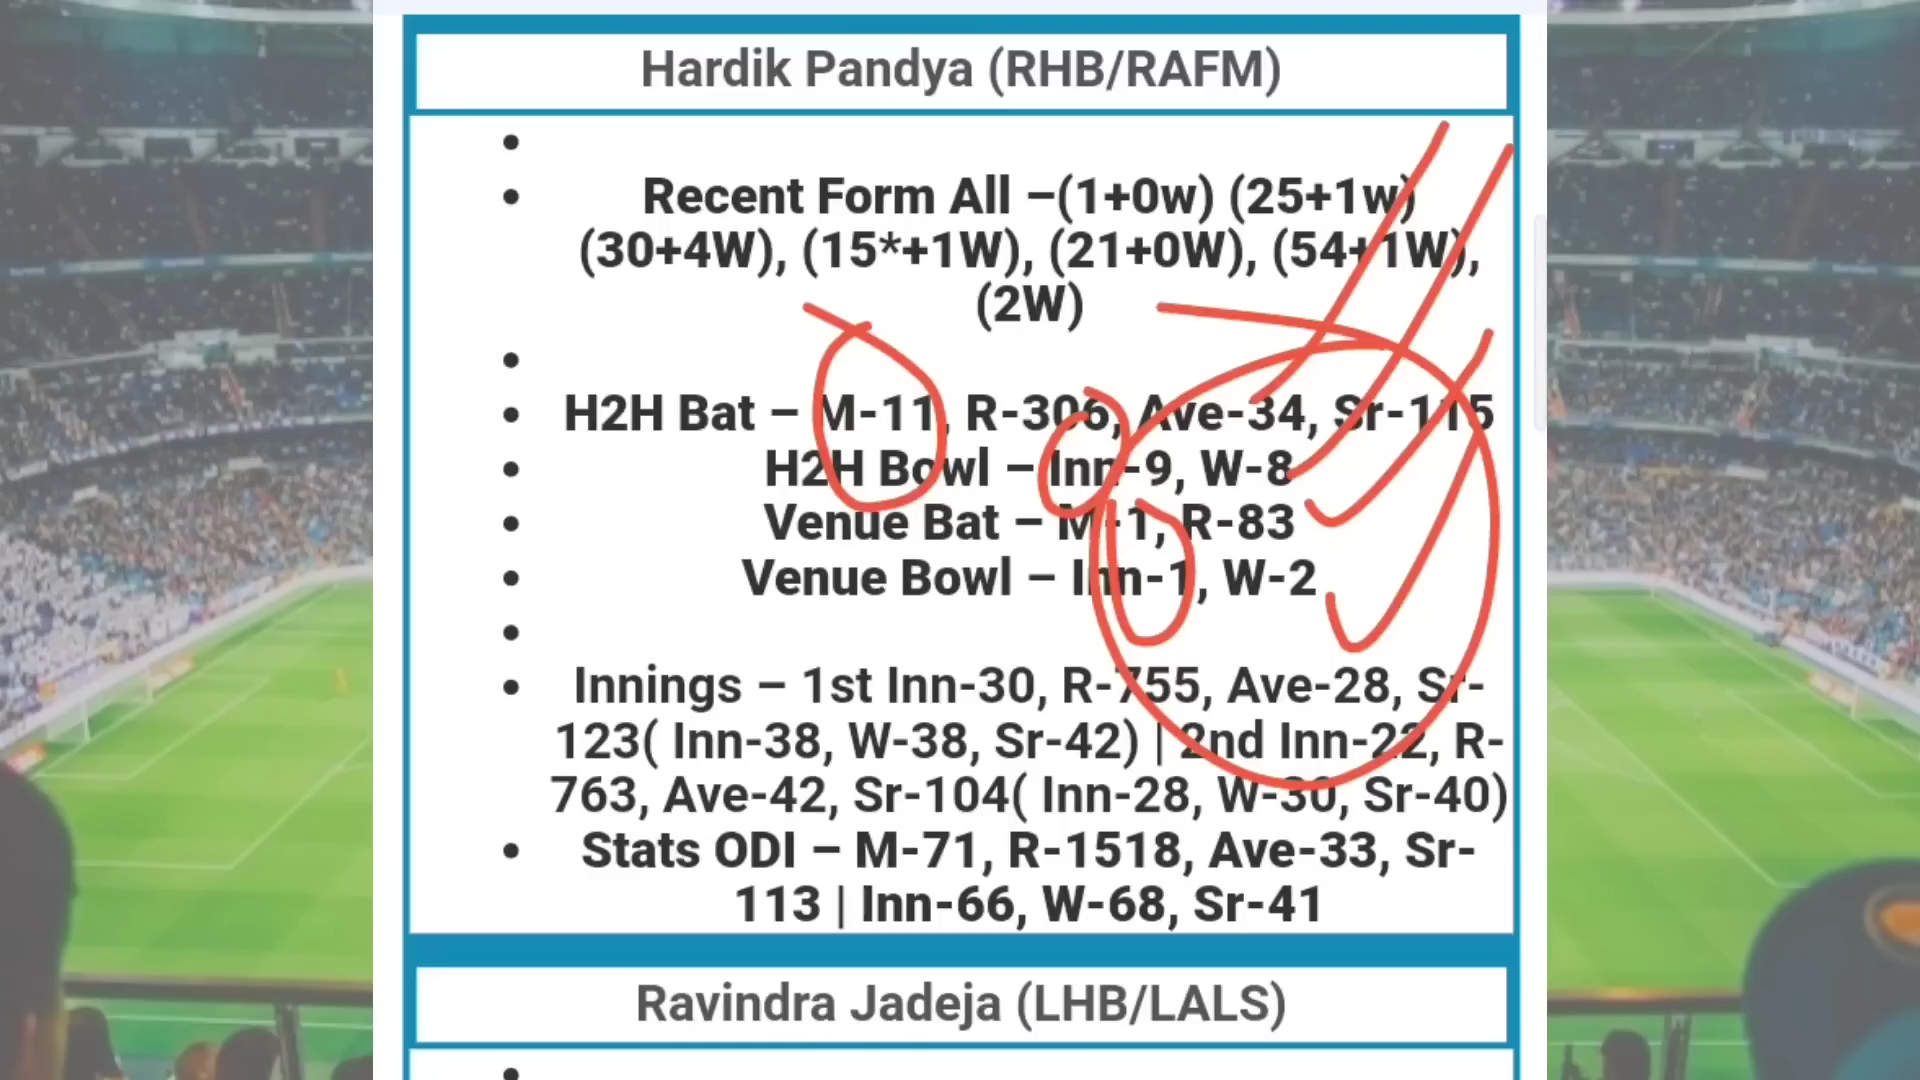 Hardik Pandya (RHB/RAFM)
Recent Form All –(1+0w) (25+1w)
(30+4W), (15*+1W), (21+0W), (54+1W),
(2W)
H2H Bat – M-11, R-306, Ave-34, Sr-115
H2H Bowl – Inn-9, W-8
Venue Bat – M-1, R-83
Venue Bowl – Inn-1, W-2
Innings – 1st Inn-30, R-755, Ave-28, Sr-
123( Inn-38, W-38, Sr-42) | 2nd Inn-22, R-
763, Ave-42, Sr-104( Inn-28, W-30, Sr-40)
Stats ODI – M-71, R-1518, Ave-33, Sr-
113 | Inn-66, W-68, Sr-41
Ravindra Jadeja (LHB/LALS)